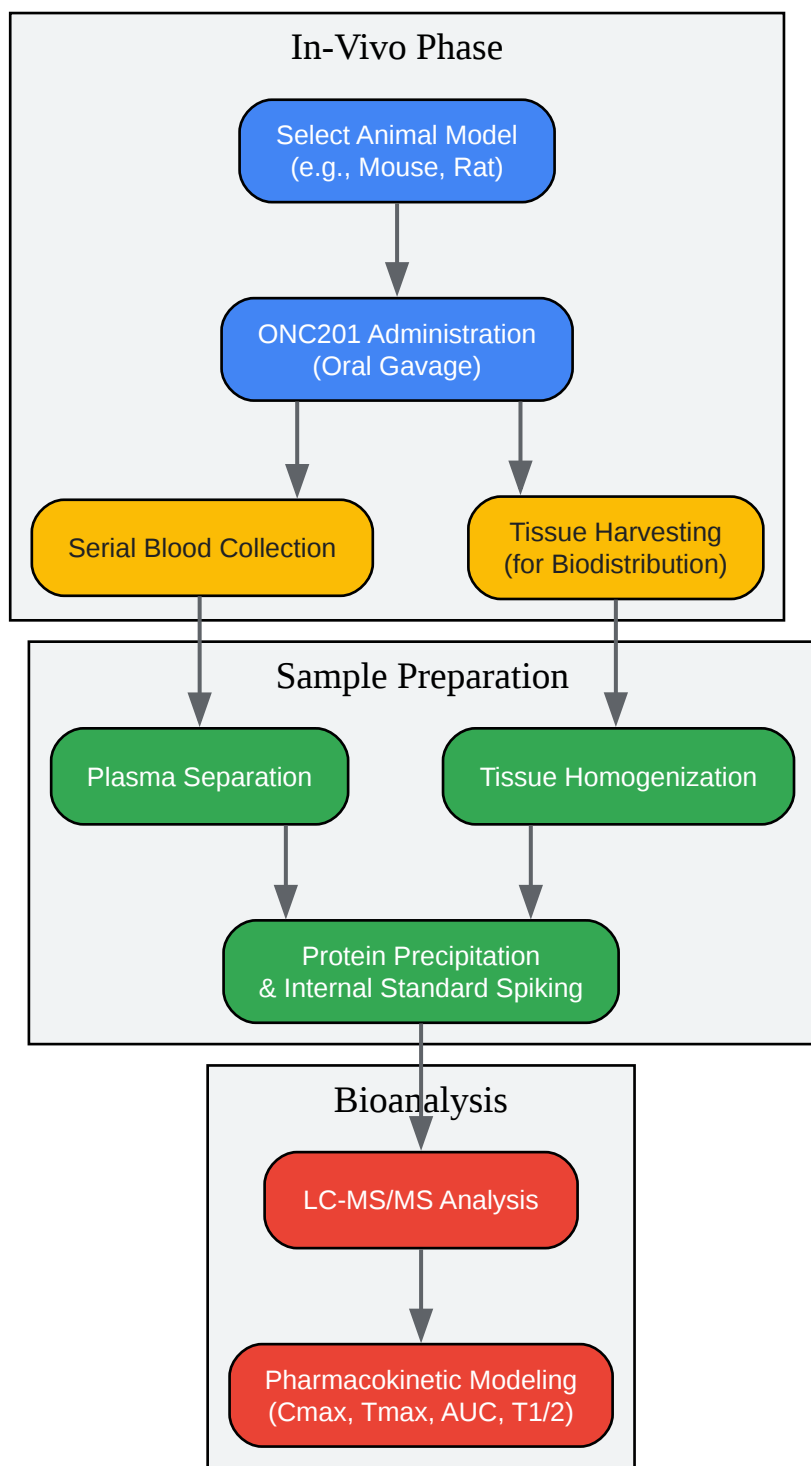 In-Vivo Phase
Select Animal Model
(e.g., Mouse, Rat)
ONC201 Administration
(Oral Gavage)
Serial Blood Collection
Tissue Harvesting
(for Biodistribution)
Sample Preparation
Plasma Separation
Tissue Homogenization
Protein Precipitation
& Internal Standard Spiking
Bioanalysis
LC-MS/MS Analysis
Pharmacokinetic Modeling
(Cmax, Tmax, AUC, T1/2)